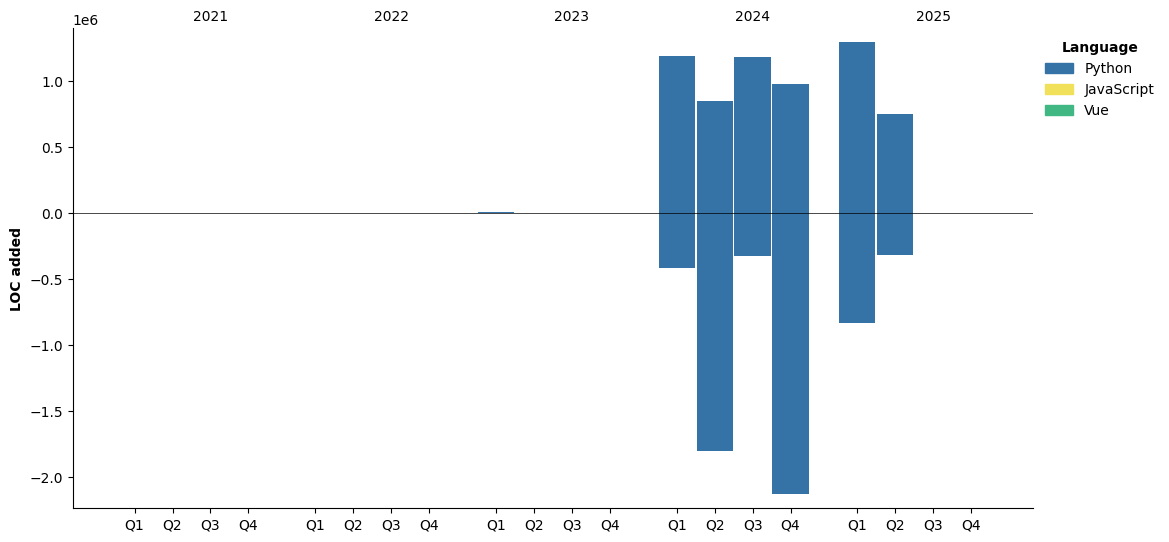 1e6
2021 2022 2023 2024 2025
Language
Python
JavaScript
Vue
1.0
0.5
0.0
−0.5
−1.0
−1.5
−2.0
LOC added
Q1 Q2 Q3 Q4 Q1 Q2 Q3 Q4 Q1 Q2 Q3 Q4 Q1 Q2 Q3 Q4 Q1 Q2 Q3 Q4